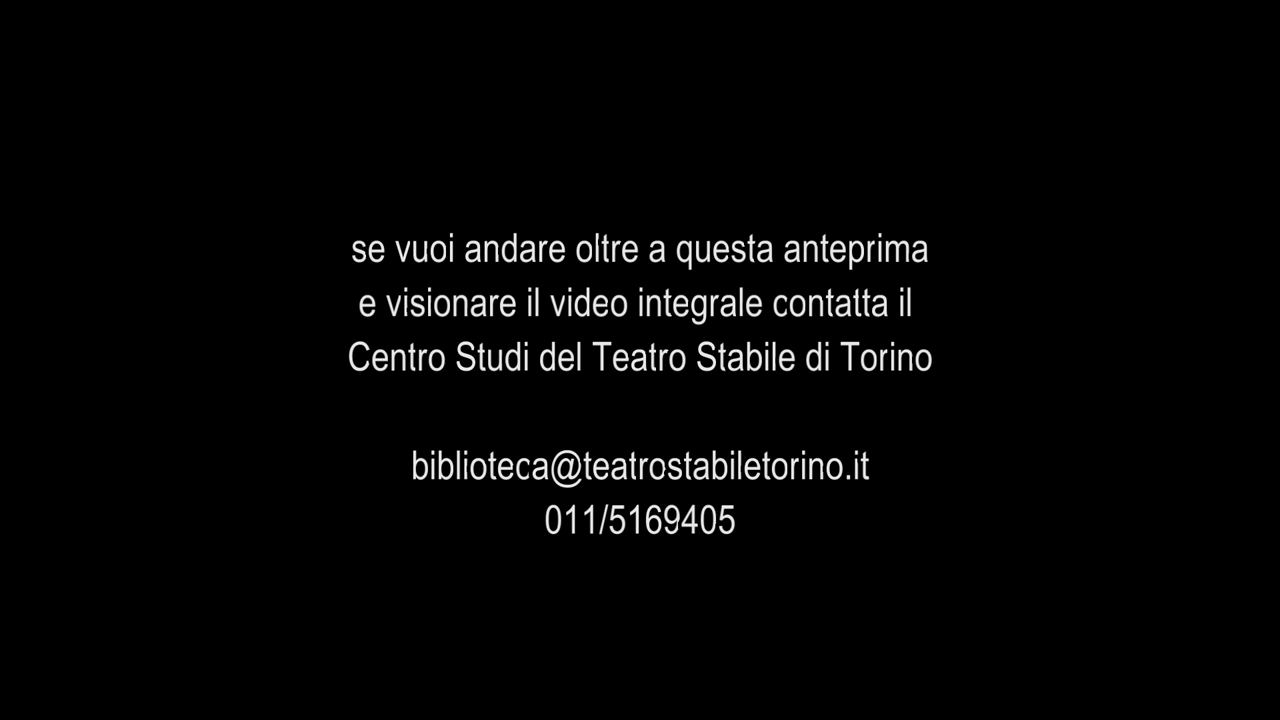 se vuoi andare oltre a questa anteprima
e visionare il video integrale contatta il
Centro Studi del Teatro Stabile di Torino
biblioteca@teatrostabiletorino.it
011/5169405